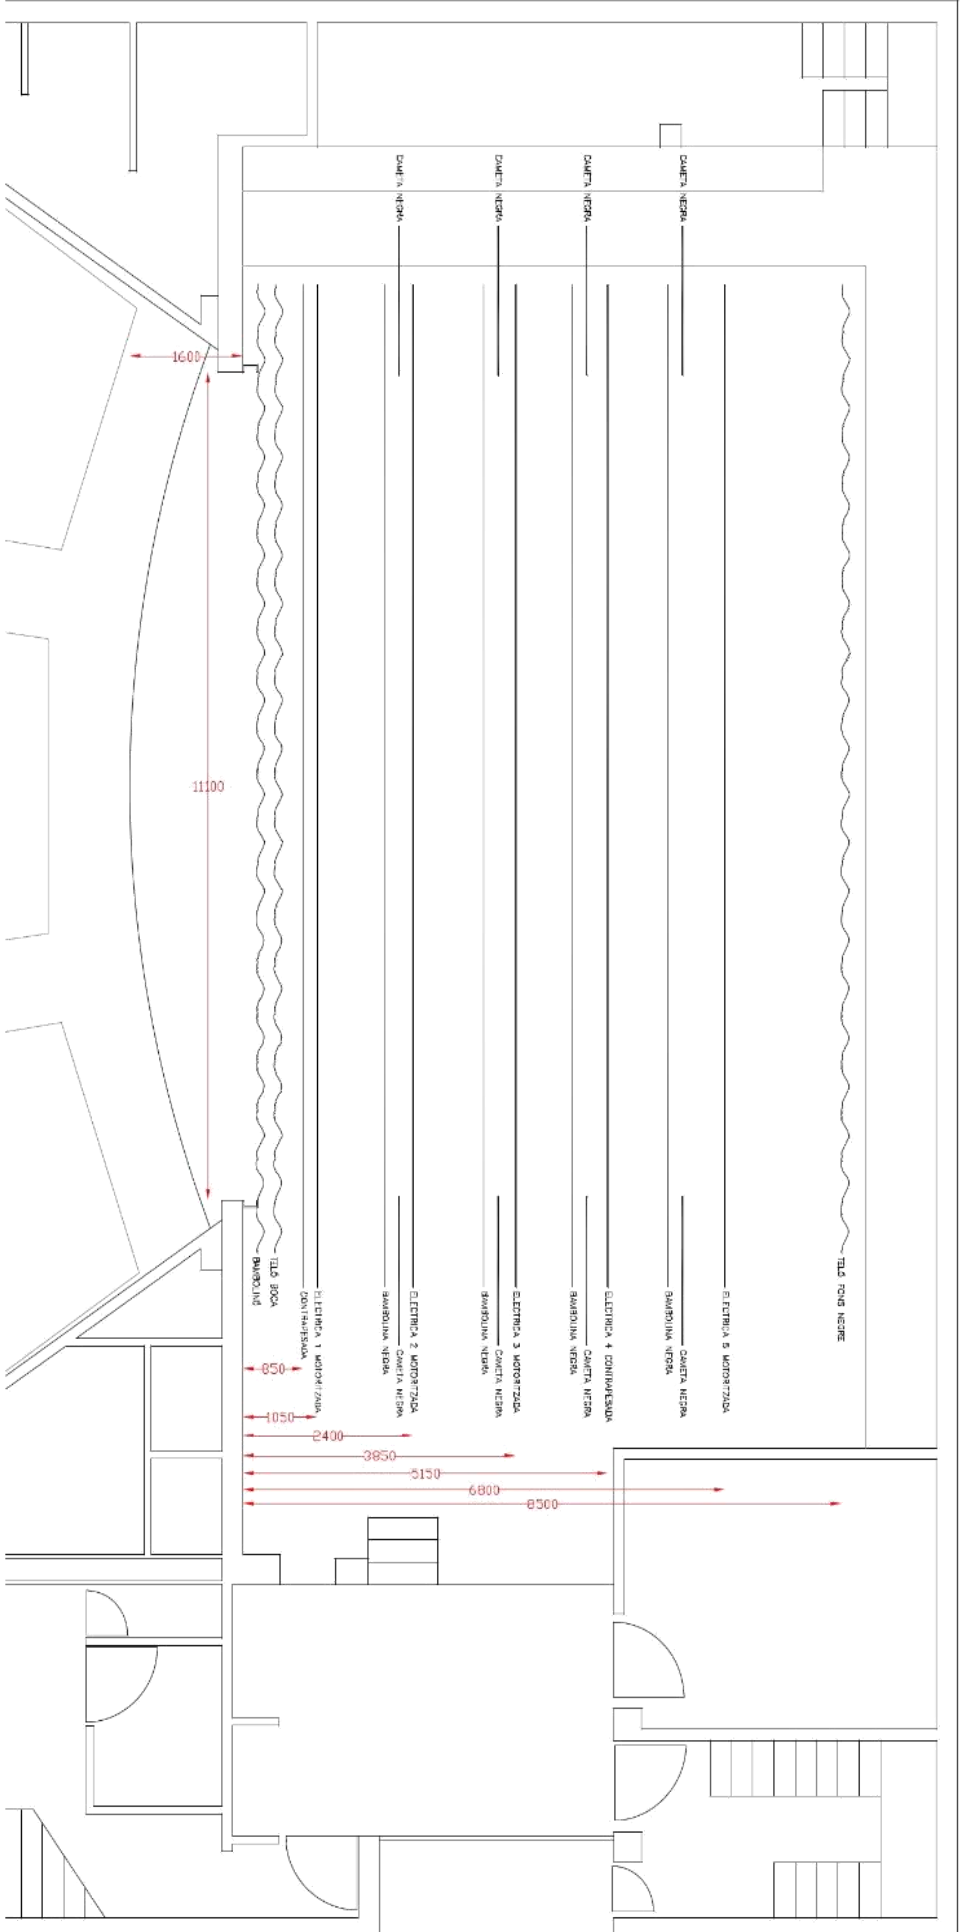 CAMETA NEGRA
CAMETA NEGRA
CAMETA NEGRA
CAMETA NEGRA
1600
11100
BAMBOLINÓ
TELÓ BOCA
CONTRAPESADA
ELECTRICA 1 MOTORITZADA
BAMBOLINA NEGRA
CAMETA NEGRA
ELECTRICA 2 MOTORITZADA
BAMBOLINA NEGRA
CAMETA NEGRA
ELECTRICA 3 MOTORITZADA
BAMBOLINA NEGRA
CAMETA NEGRA
ELECTRICA 4 CONTRAPESADA
BAMBOLINA NEGRA
CAMETA NEGRA
ELECTRICA 5 MOTORITZADA
TELÓ FONS NEGRE
850
1050
2400
3850
5150
6800
8500